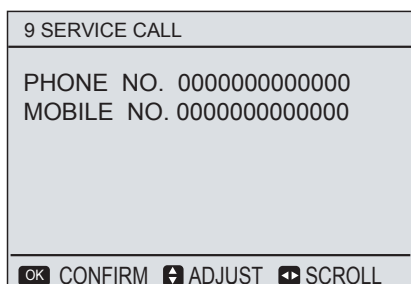 9 SERVICE CALL
PHONE NO. 0000000000000
MOBILE NO. 0000000000000
OK CONFIRM ADJUST SCROLL